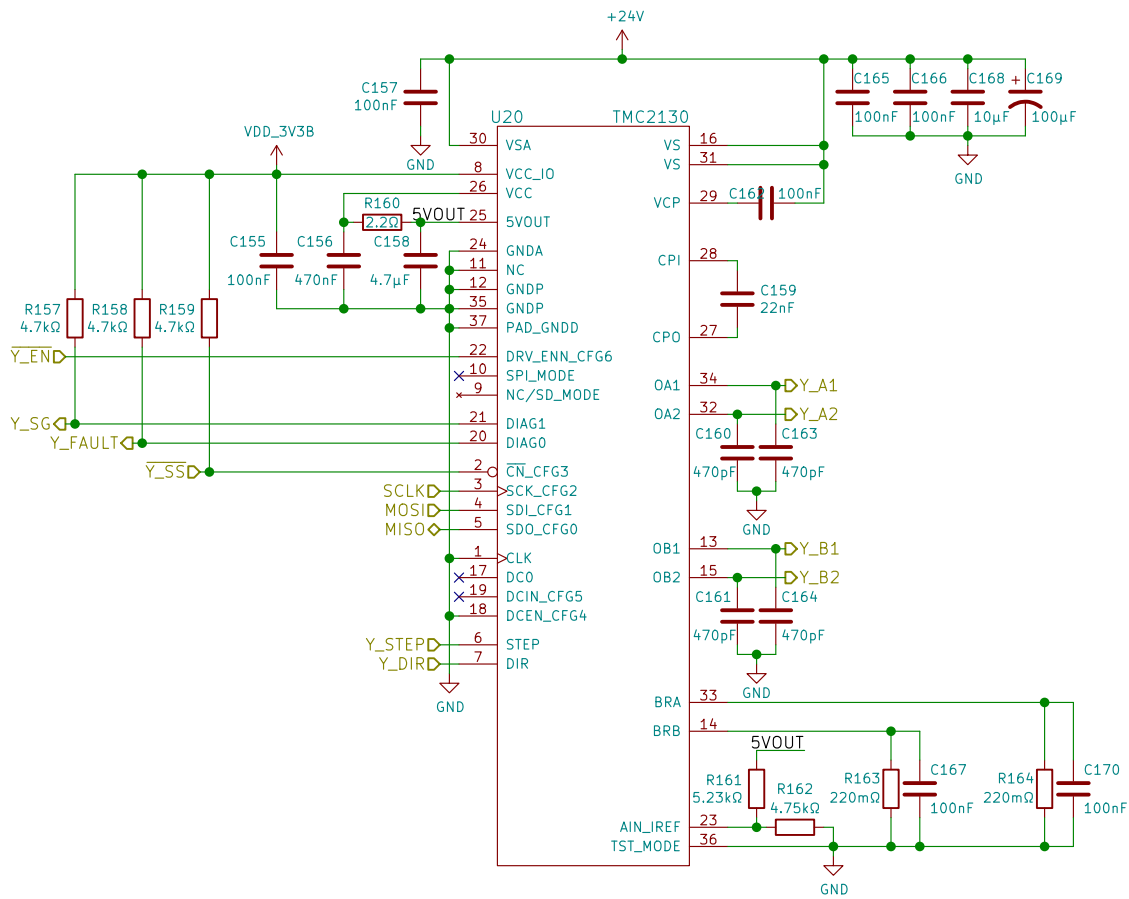 +24V
C157
100nF
GND
C165
100nF
C166
100nF
C168
10µF
+
C169
100µF
GND
VDD_3V3B
U20
TMC2130
30 VSA
8 VCC_IO
26 VCC
25 5VOUT
24 GNDA
11 NC
12 GNDP
35 GNDP
37 PAD_GNDD
22 DRV_ENN_CFG6
10 SPI_MODE
9 NC/SD_MODE
21 DIAG1
20 DIAG0
2 CN_CFG3
3 SCK_CFG2
4 SDI_CFG1
5 SDO_CFG0
1 CLK
17 DCO
19 DCIN_CFG5
18 DCEN_CFG4
6 STEP
7 DIR
VS 16
VS 31
VCP 29
CPI 28
CPO 27
OA1 34
OA2 32
OB1 13
OB2 15
BRA 33
BRB 14
AIN_IREF 23
TST_MODE 36
R160
2.2Ω
5VOUT
C155
100nF
C156
470nF
C158
4.7µF
R157
4.7kΩ
R158
4.7kΩ
R159
4.7kΩ
Y_EN
Y_SG
Y_FAULT
Y_SS
SCLK
MOSI
MISO
Y_STEP
Y_DIR
GND
C162
100nF
C159
22nF
Y_A1
Y_A2
C160
470pF
C163
470pF
GND
Y_B1
Y_B2
C161
470pF
C164
470pF
GND
5VOUT
R161
5.23kΩ
R162
4.75kΩ
R163
220mΩ
C167
100nF
R164
220mΩ
C170
100nF
GND